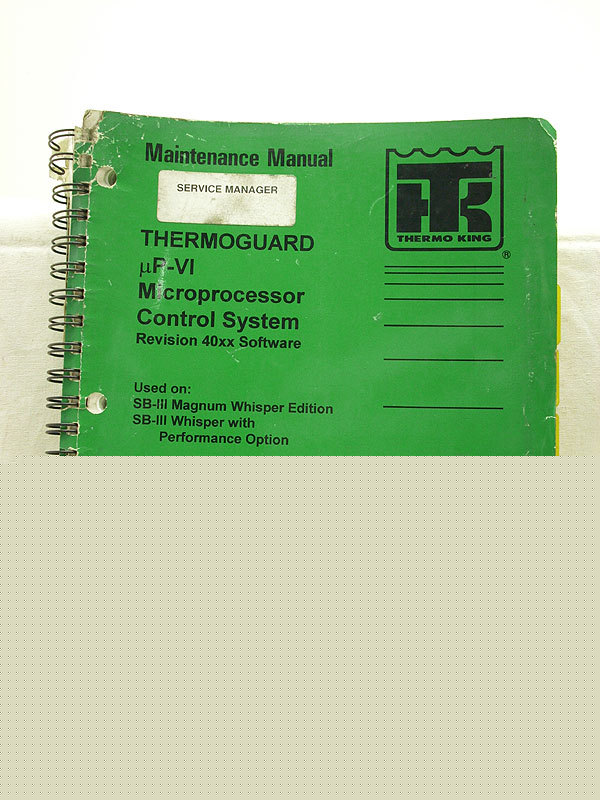 Maintenance Manual
SERVICE MANAGER
THERMO KING
®
THERMOGUARD
µP-VI
Microprocessor
Control System
Revision 40xx Software
Used on:
SB-III Magnum Whisper Edition
SB-III Whisper with
Performance Option